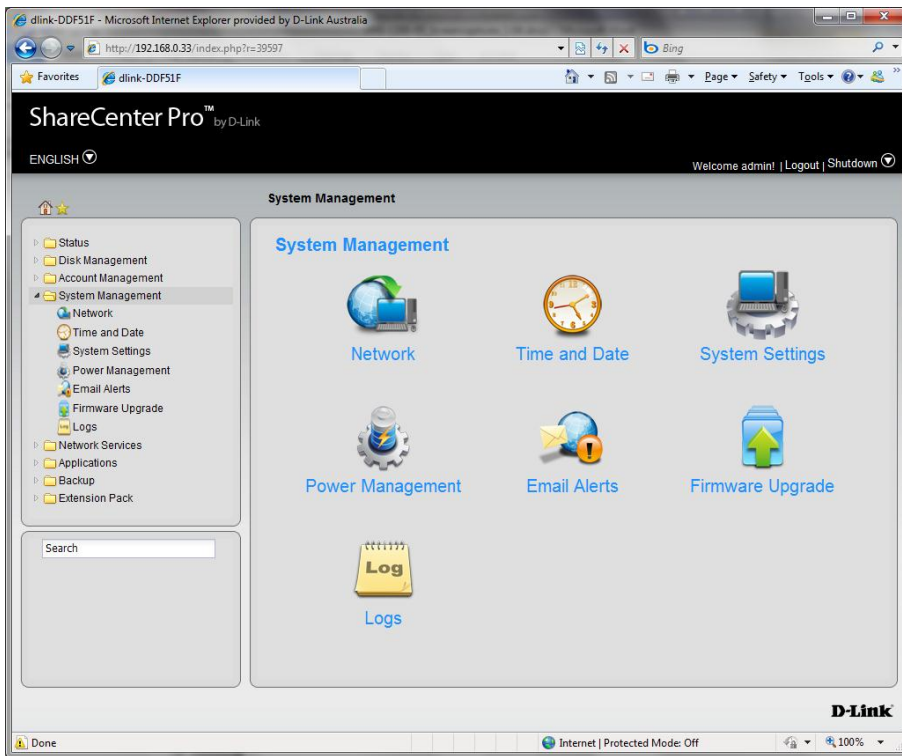 dlink-DDF51F - Microsoft Internet Explorer provided by D-Link Australia
http://192.168.0.33/index.php?r=39597
Bing
Favorites
dlink-DDF51F
Page
Safety
Tools
ShareCenter Pro™ by D-Link
ENGLISH
Welcome admin! | Logout | Shutdown
System Management
Status
Disk Management
Account Management
System Management
Network
Time and Date
System Settings
Power Management
Email Alerts
Firmware Upgrade
Logs
Network Services
Applications
Backup
Extension Pack
Search
System Management
Network
Time and Date
System Settings
Power Management
Email Alerts
Firmware Upgrade
Log
Logs
D-Link
Done
Internet | Protected Mode: Off
100%